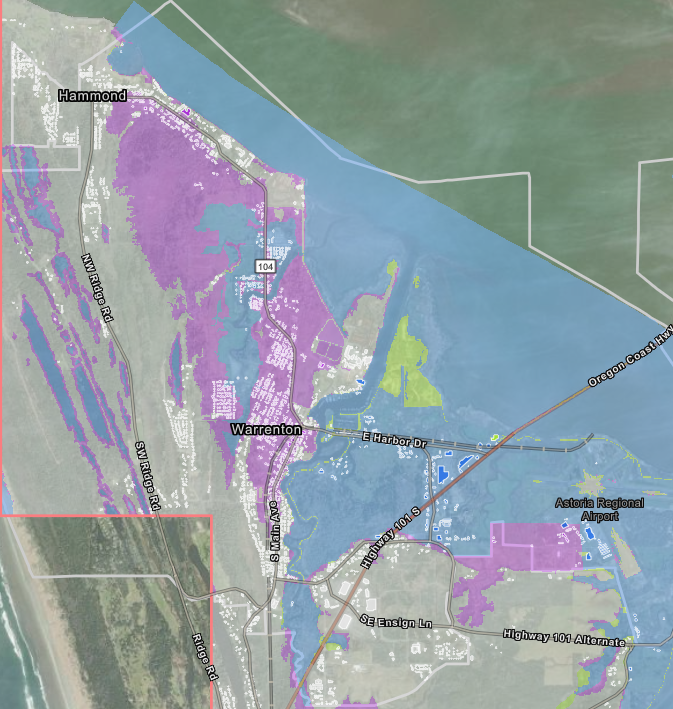 Hammond
104
NW Ridge Rd
Oregon Coast Hwy
Warrenton
E Harbor Dr
SW Ridge Rd
S Main Ave
Highway 101 S
Astoria Regional
Airport
SE Ensign Ln
Highway 101 Alternate
Ridge Rd